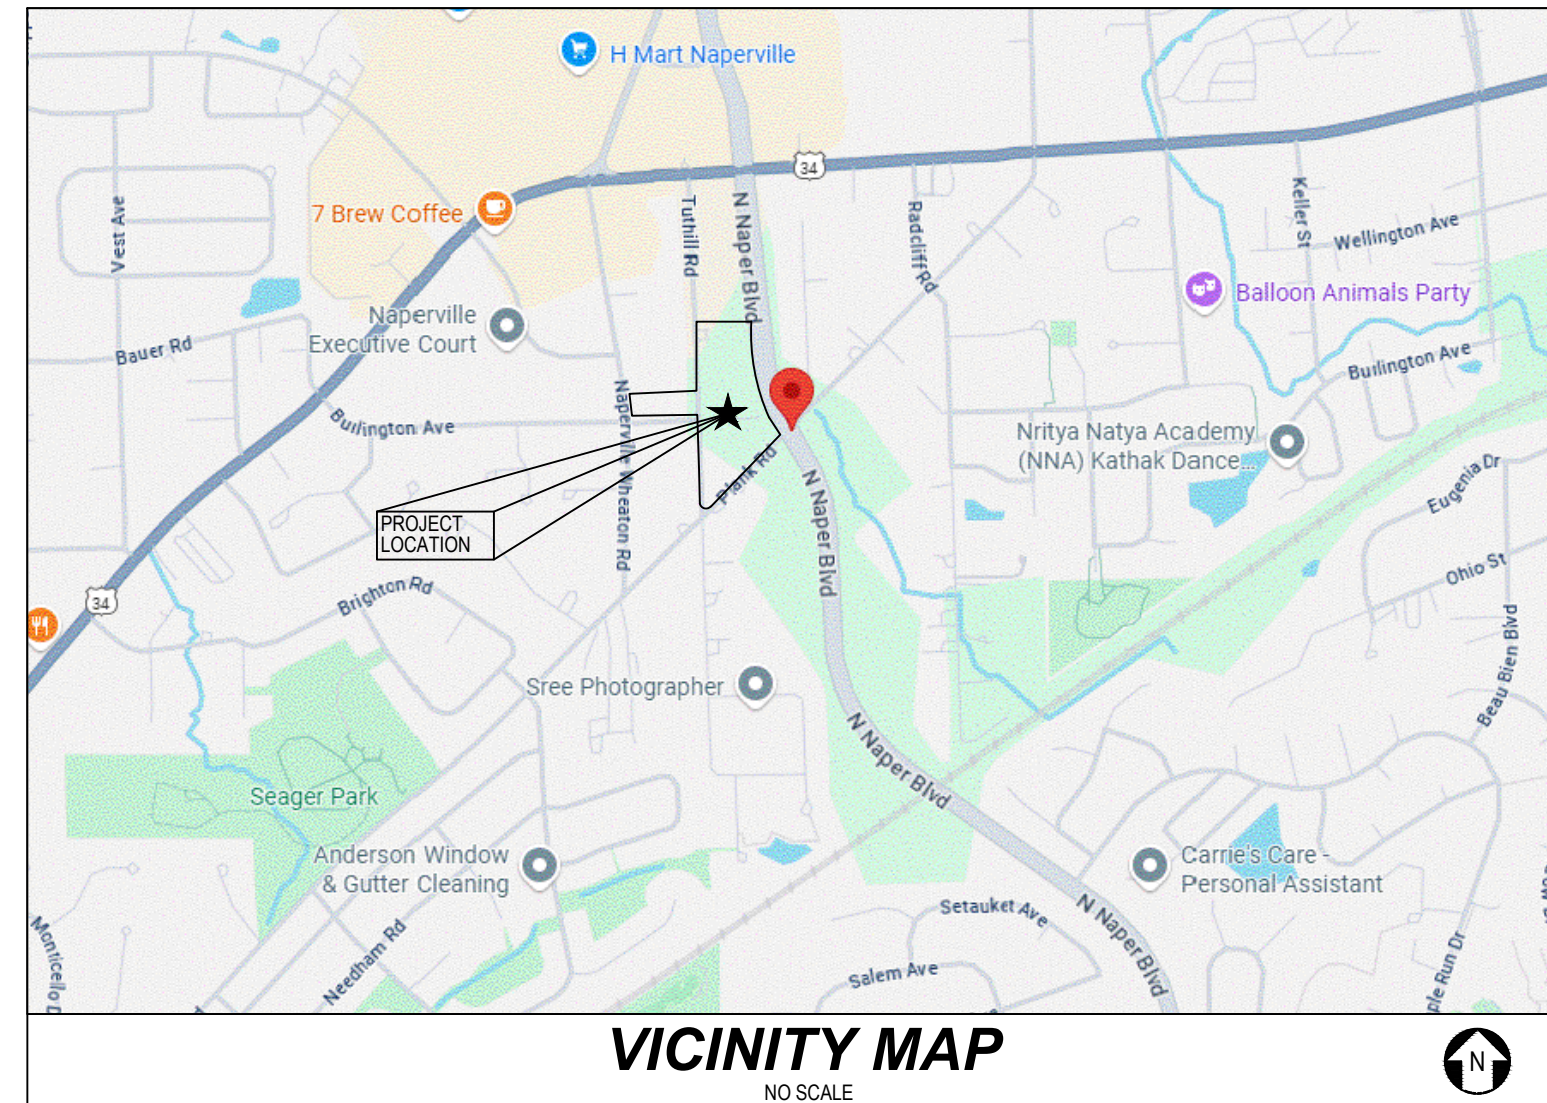 H Mart Naperville
34
7 Brew Coffee
Vest Ave
Tuthill Rd
N Naper Blvd
Radcliff Rd
Keller St
Wellington Ave
Balloon Animals Party
Naperville
Executive Court
Bauer Rd
Burlington Ave
Burlington Ave
Naperville Wheaton Rd
Plank Rd
Nritya Natya Academy
(NNA) Kathak Dance...
Eugenia Dr
N Naper Blvd
PROJECT
LOCATION
Ohio St
34
Brighton Rd
Beau Bien Blvd
Sree Photographer
N Naper Blvd
Seager Park
Anderson Window
& Gutter Cleaning
Carrie's Care -
Personal Assistant
Setauket Ave
N Naper Blvd
Monticello D
Needham Rd
Salem Ave
ple Run Dr
VICINITY MAP
NO SCALE
N